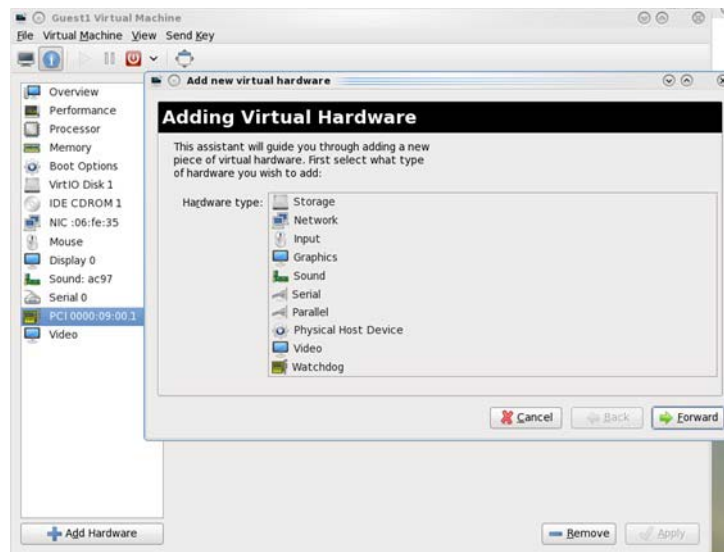 Guest1 Virtual Machine
File Virtual Machine View Send Key
Overview
Performance
Processor
Memory
Boot Options
VirtIO Disk 1
IDE CDROM 1
NIC :06:fe:35
Mouse
Display 0
Sound: ac97
Serial 0
PCI 0000:09:00.1
Video
Add Hardware
Add new virtual hardware
Adding Virtual Hardware
This assistant will guide you through adding a new
piece of virtual hardware. First select what type
of hardware you wish to add:
Hardware type:
Storage
Network
Input
Graphics
Sound
Serial
Parallel
Physical Host Device
Video
Watchdog
Cancel
Back
Forward
Remove
Apply